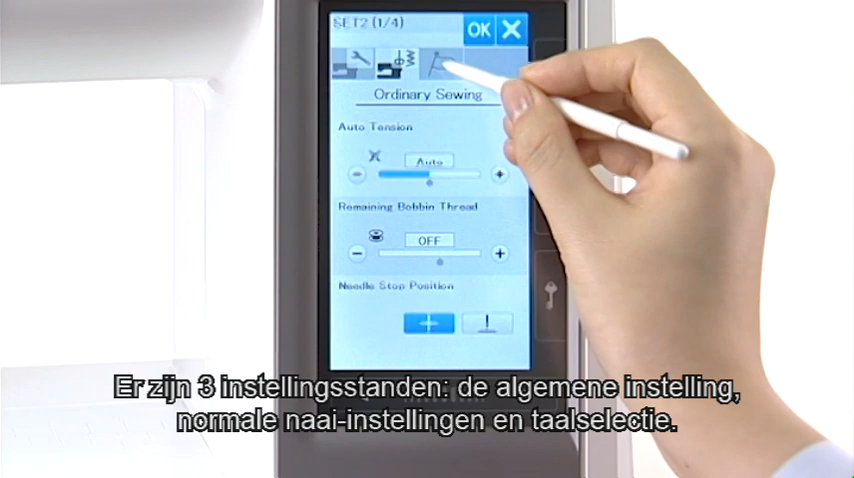 SET2 (1/4)
OK
Ordinary Sewing
Auto Tension
Auto
Remaining Bobbin Thread
OFF
Needle Stop Position
Er zijn 3 instellingsstanden: de algemene instelling,
normale naai-instellingen en taalselectie.